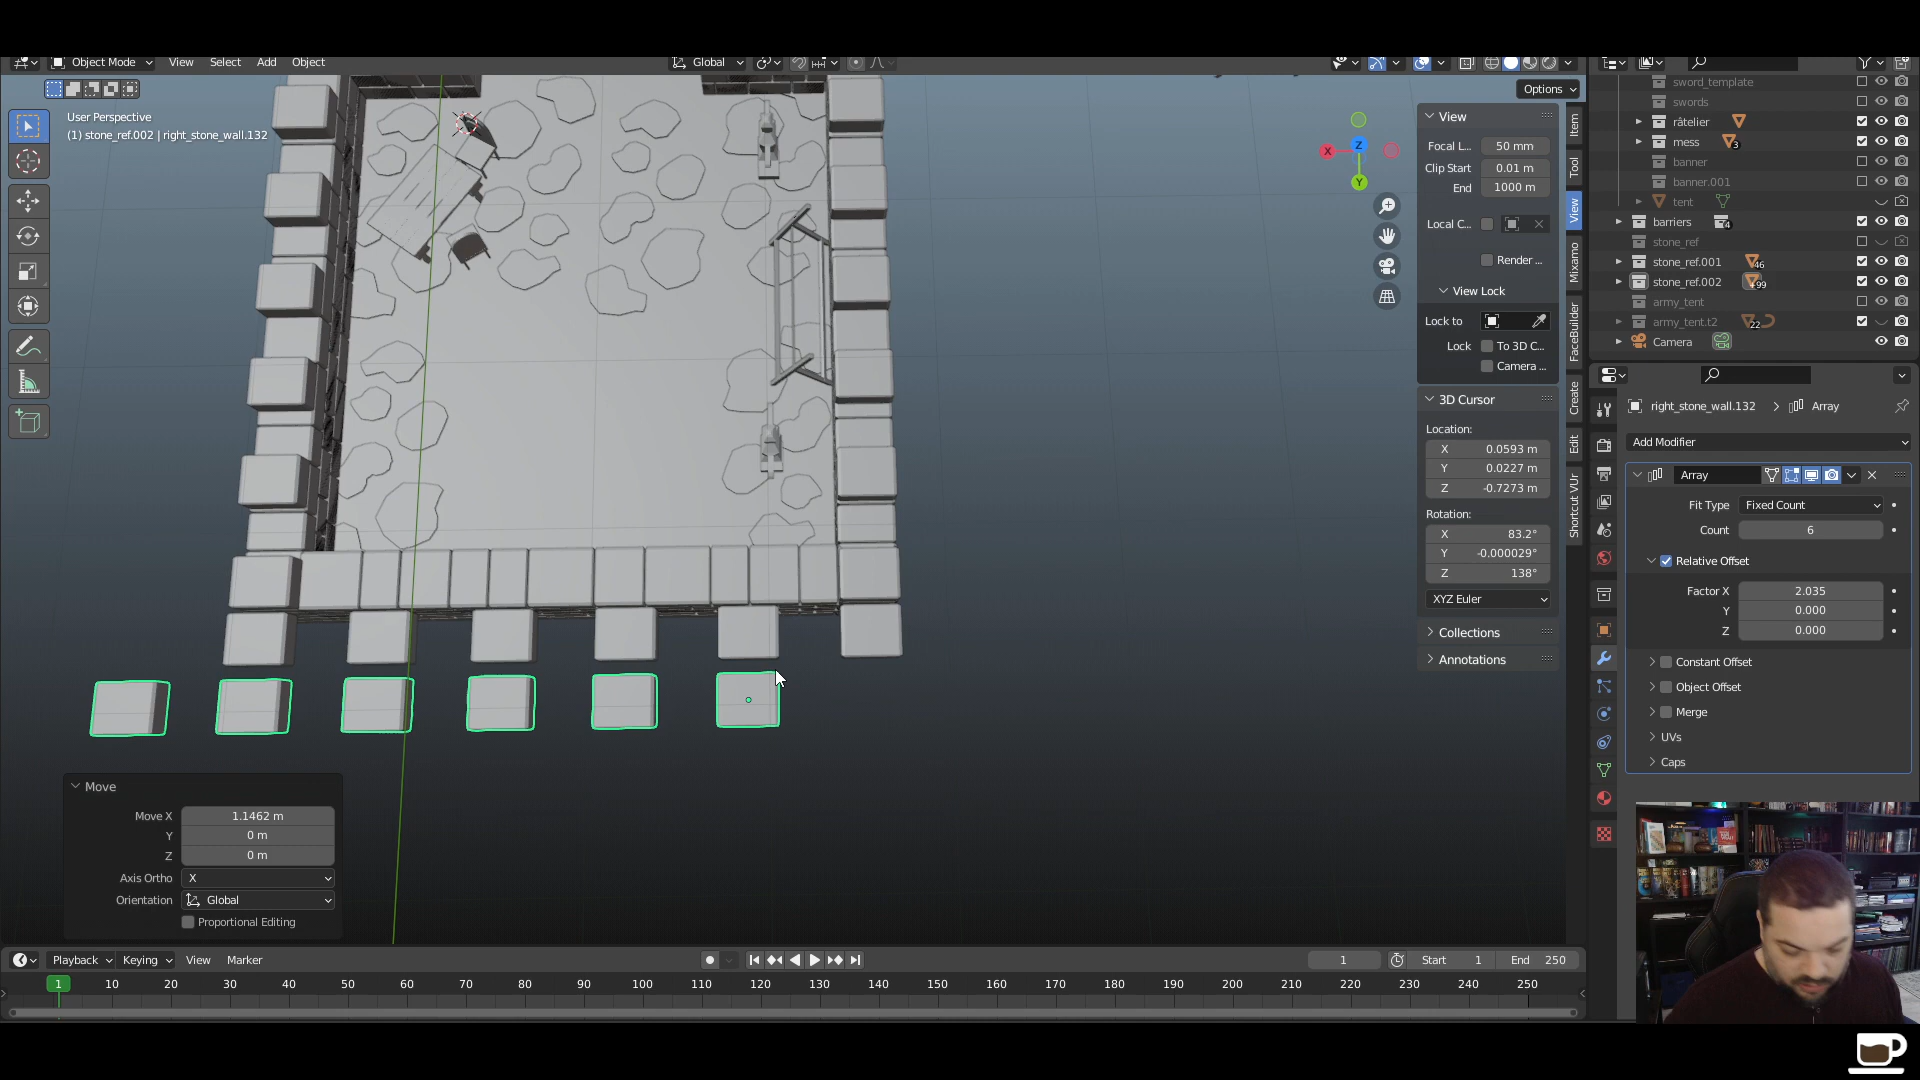 Object Mode View Select Add Object Global
Options
User Perspective
(1) stone_ref.002 | right_stone_wall.132
X
Z
Y
View
Focal L... 50 mm
Clip Start 0.01 m
End 1000 m
Local C...
Render ...
View Lock
Lock to
Lock To 3D C...
Camera ...
3D Cursor
Location:
X 0.0593 m
Y 0.0227 m
Z -0.7273 m
Rotation:
X 83.2°
Y -0.000029°
Z 138°
XYZ Euler
Collections
Annotations
Item
Tool
View
Mixamo
FaceBuilder
Create
Edit
Shortcut VUr
sword_template
swords
râtelier
mess 3
banner
banner.001
tent
barriers 4
stone_ref
stone_ref.001 46
stone_ref.002 +99
army_tent
army_tent.t2 22
Camera
right_stone_wall.132 > Array
Add Modifier
Array
Fit Type Fixed Count
Count 6
Relative Offset
Factor X 2.035
Y 0.000
Z 0.000
Constant Offset
Object Offset
Merge
UVs
Caps
Move
Move X 1.1462 m
Y 0 m
Z 0 m
Axis Ortho X
Orientation Global
Proportional Editing
Playback Keying View Marker 1 Start 1 End 250
1 10 20 30 40 50 60 70 80 90 100 110 120 130 140 150 160 170 180 190 200 210 220 230 240 250